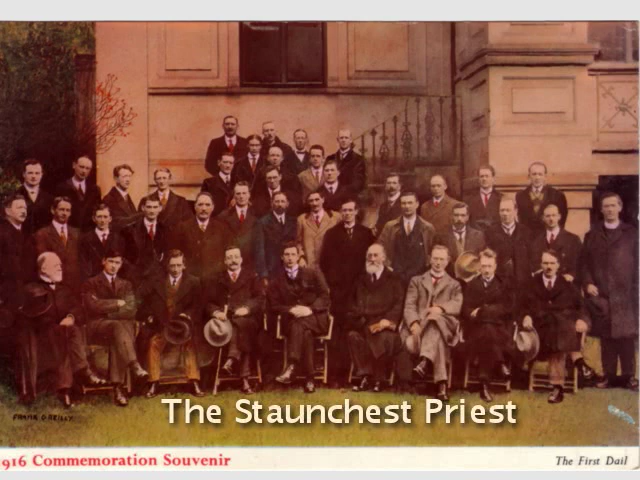 FRANK O REILLY
The Staunchest Priest
1916 Commemoration Souvenir
The First Dail